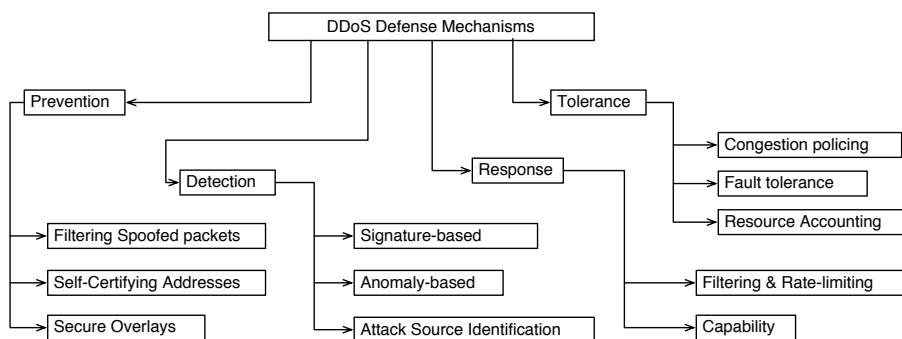 DDoS Defense Mechanisms
Prevention
Tolerance
Congestion policing
Response
Detection
Fault tolerance
Resource Accounting
Filtering Spoofed packets
Signature-based
Self-Certifying Addresses
Anomaly-based
Filtering & Rate-limiting
Secure Overlays
Attack Source Identification
Capability